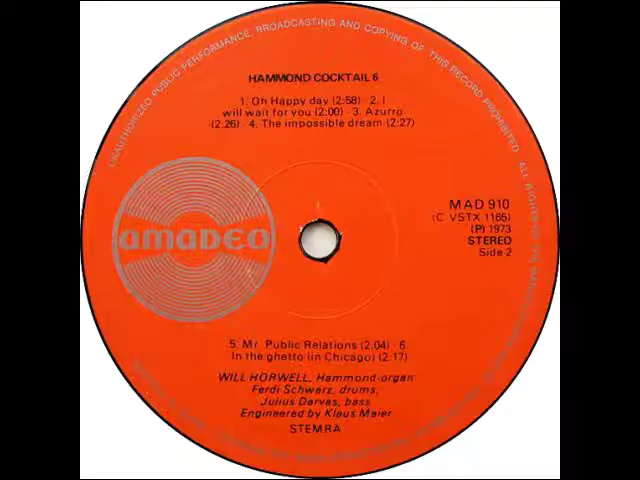 UNAUTHORIZED PUBLIC PERFORMANCE, BROADCASTING AND COPYING OF THIS RECORD PROHIBITED ALL RIGHTS OF THE
HAMMOND COCKTAIL 6
1. Oh Happy day (2:58) · 2. I
will wait for you (2:00) · 3. Azurro
(2:26) · 4. The impossible dream (2:27)
amadeo
MAD 910
(C VSTX 1165)
(P) 1973
STEREO
Side 2
5. Mr. Public Relations (2:04) · 6.
In the ghetto (in Chicago) (2:17)
WILL HORWELL, Hammond-organ
Ferdi Schwarz, drums,
Julius Darvas, bass
Engineered by Klaus Maier
STEMRA